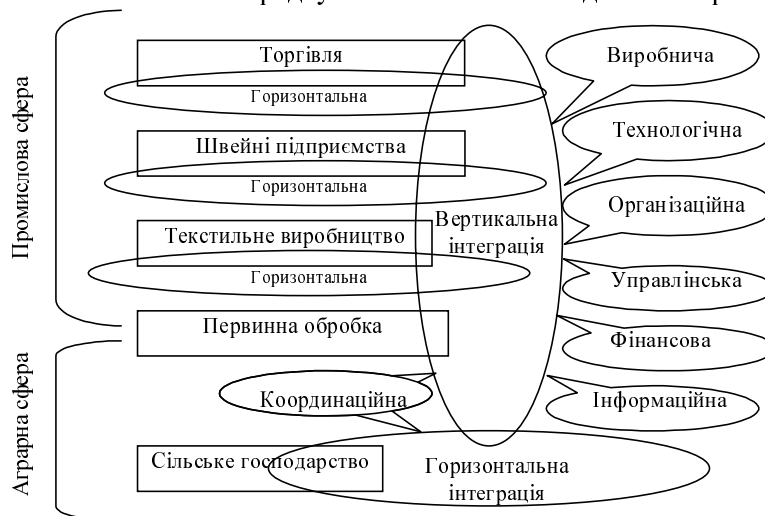 Торгівля
Горизонтальна
Швейні підприємства
Горизонтальна
Текстильне виробництво
Горизонтальна
Первинна обробка
Координаційна
Сільське господарство
Горизонтальна
інтеграція
Вертикальна
інтеграція
Виробнича
Технологічна
Організаційна
Управлінська
Фінансова
Інформаційна
Промислова сфера
Аграрна сфера